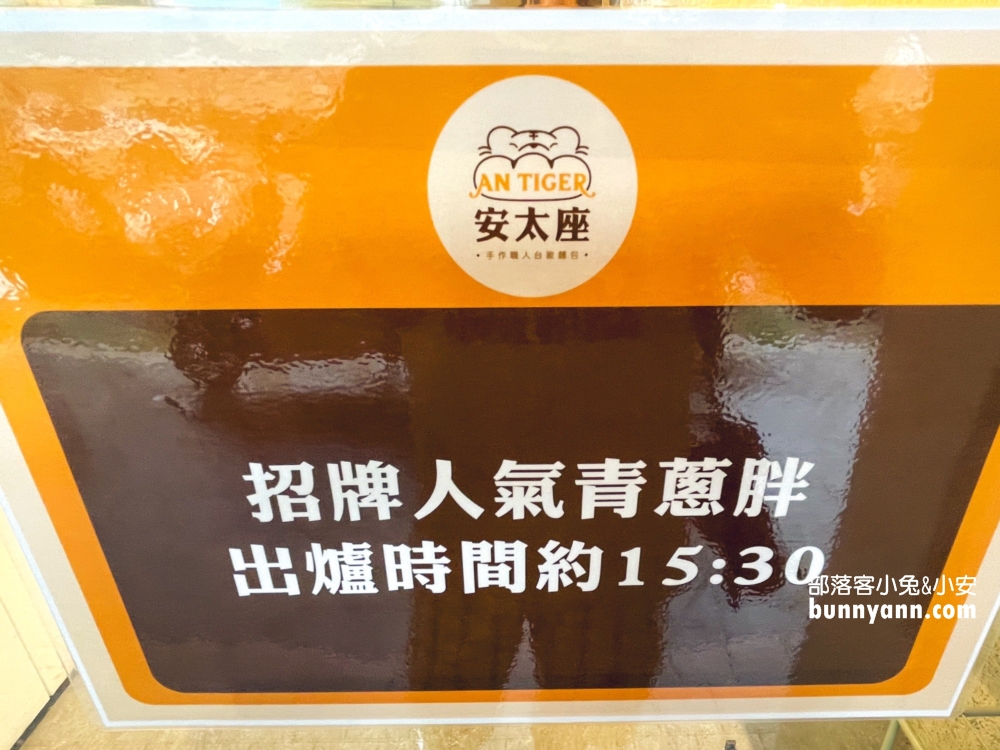 AN TIGER
安太座
•手作職人台歐麵包•
招牌人氣青蔥胖
出爐時間約15:30
部落客小兔&小安
bunnyann.com